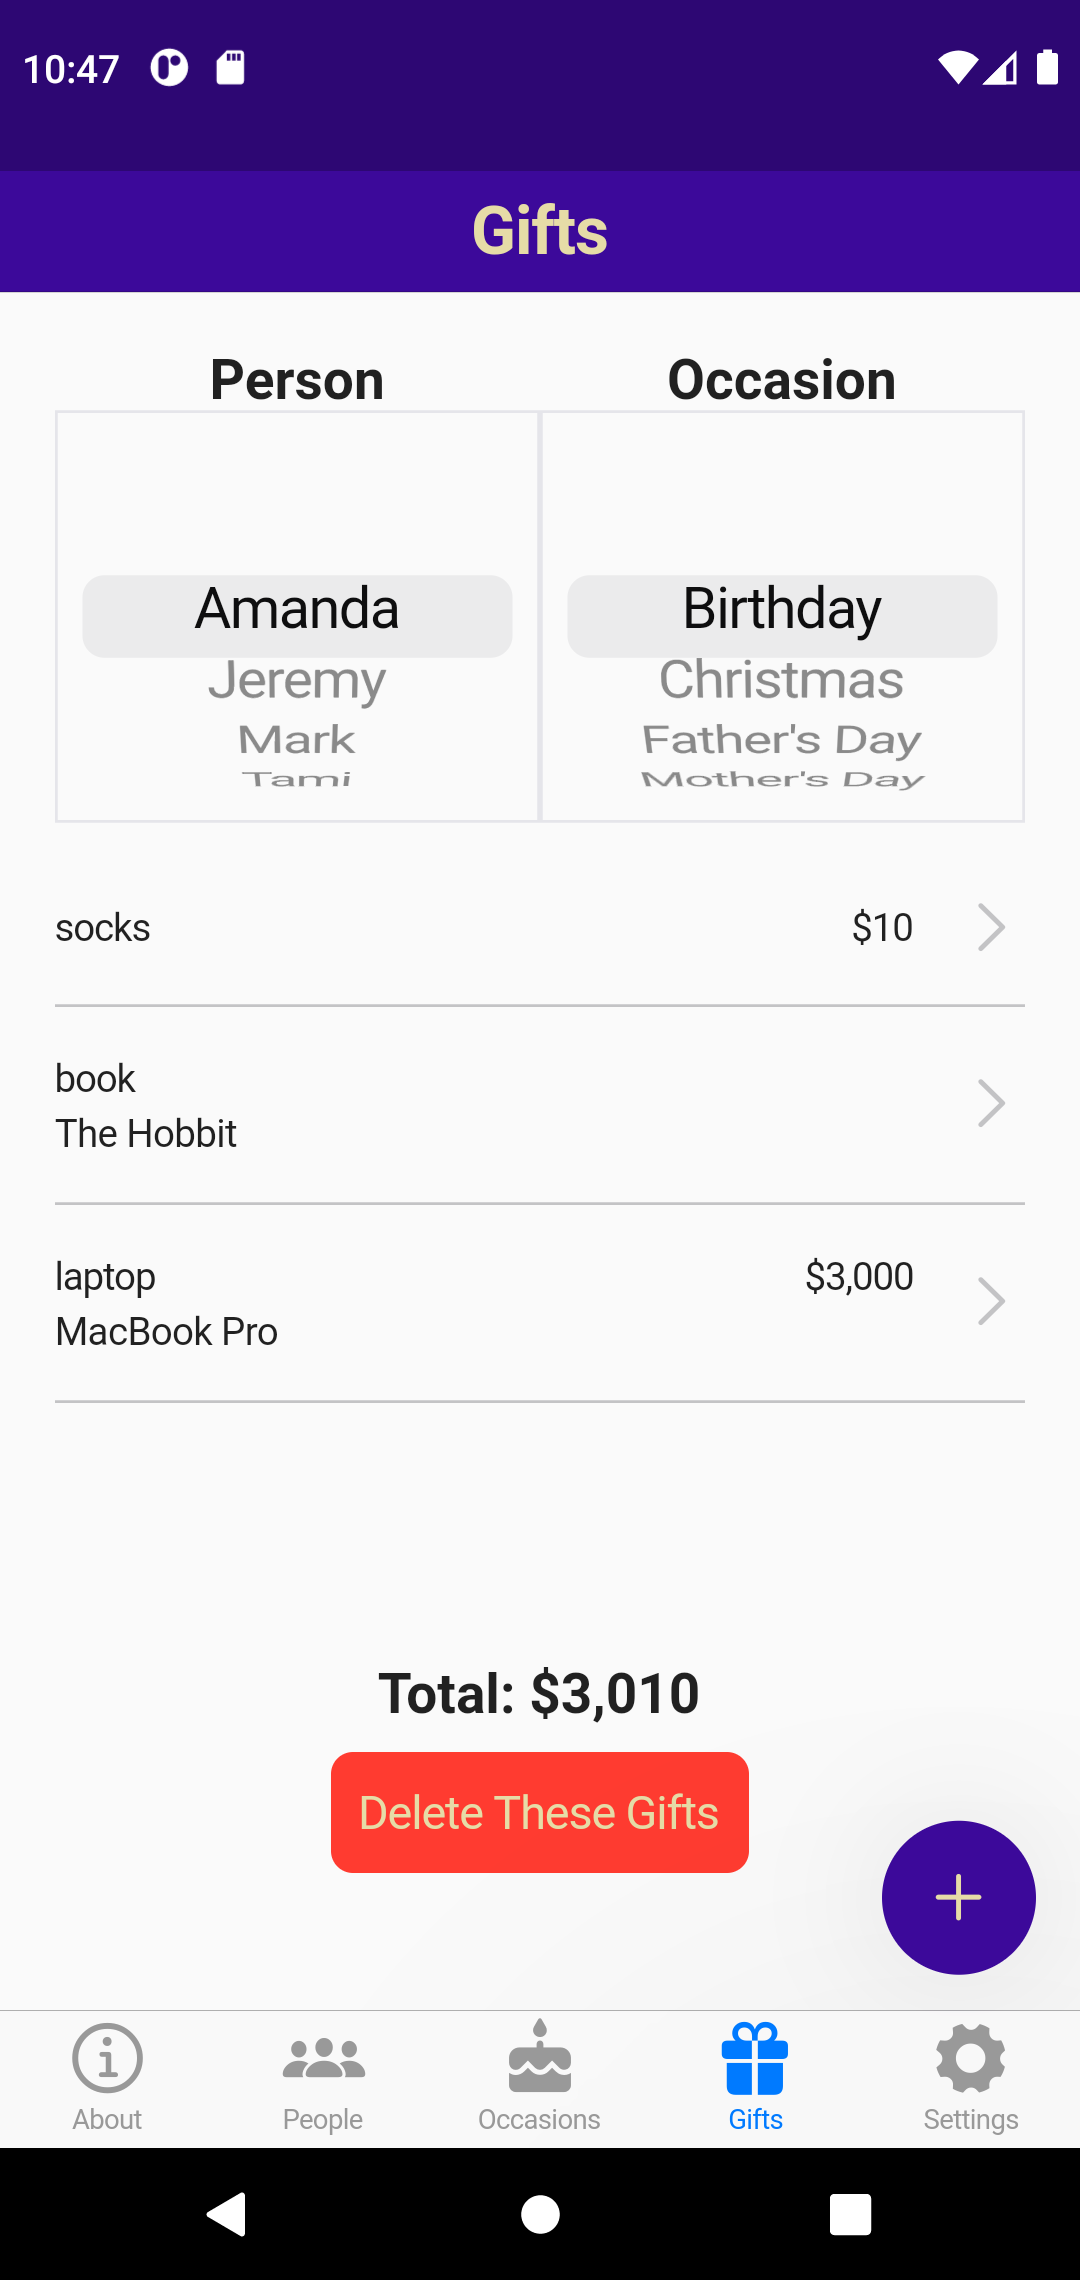 10:47
Gifts
Person Occasion
Amanda Birthday
Jeremy Christmas
Mark Father's Day
Tami Mother's Day
socks $10
book
The Hobbit
laptop $3,000
MacBook Pro
Total: $3,010
Delete These Gifts
About People Occasions Gifts Settings